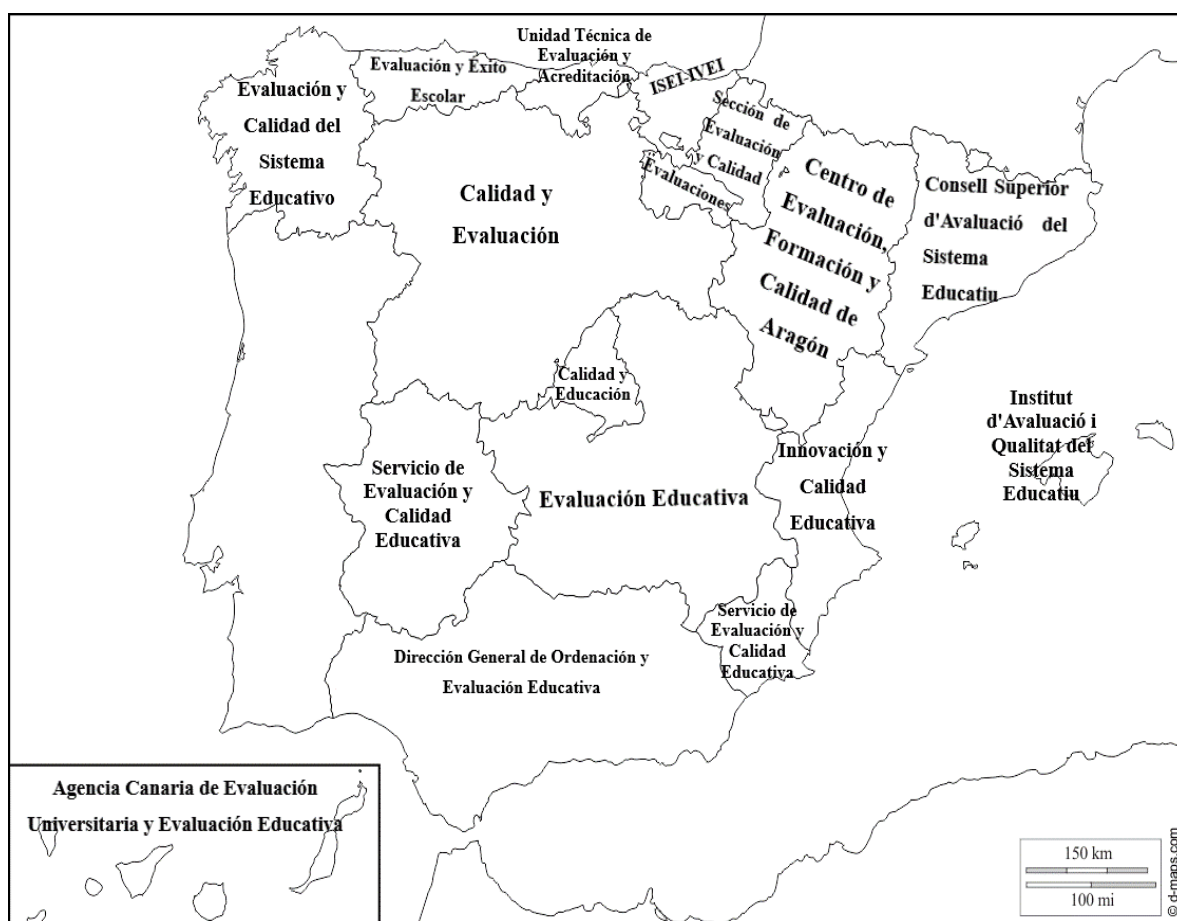 Unidad Técnica de
Evaluación y
Acreditación
Evaluación y Éxito
Escolar
ISEI-IVEI
Evaluación y
Calidad del
Sistema
Educativo
Sección de
Evaluación
y Calidad
Evaluaciones
Calidad y
Evaluación
Centro de
Evaluación,
Formación y
Calidad de
Aragón
Consell Superior
d'Avaluació del
Sistema
Educatiu
Calidad y
Educación
Institut
d'Avaluació i
Qualitat del
Sistema
Educatiu
Servicio de
Evaluación y
Calidad
Educativa
Evaluación Educativa
Innovación y
Calidad
Educativa
Dirección General de Ordenación y
Evaluación Educativa
Servicio de
Evaluación y
Calidad
Educativa
Agencia Canaria de Evaluación
Universitaria y Evaluación Educativa
150 km
100 mi
© d-maps.com